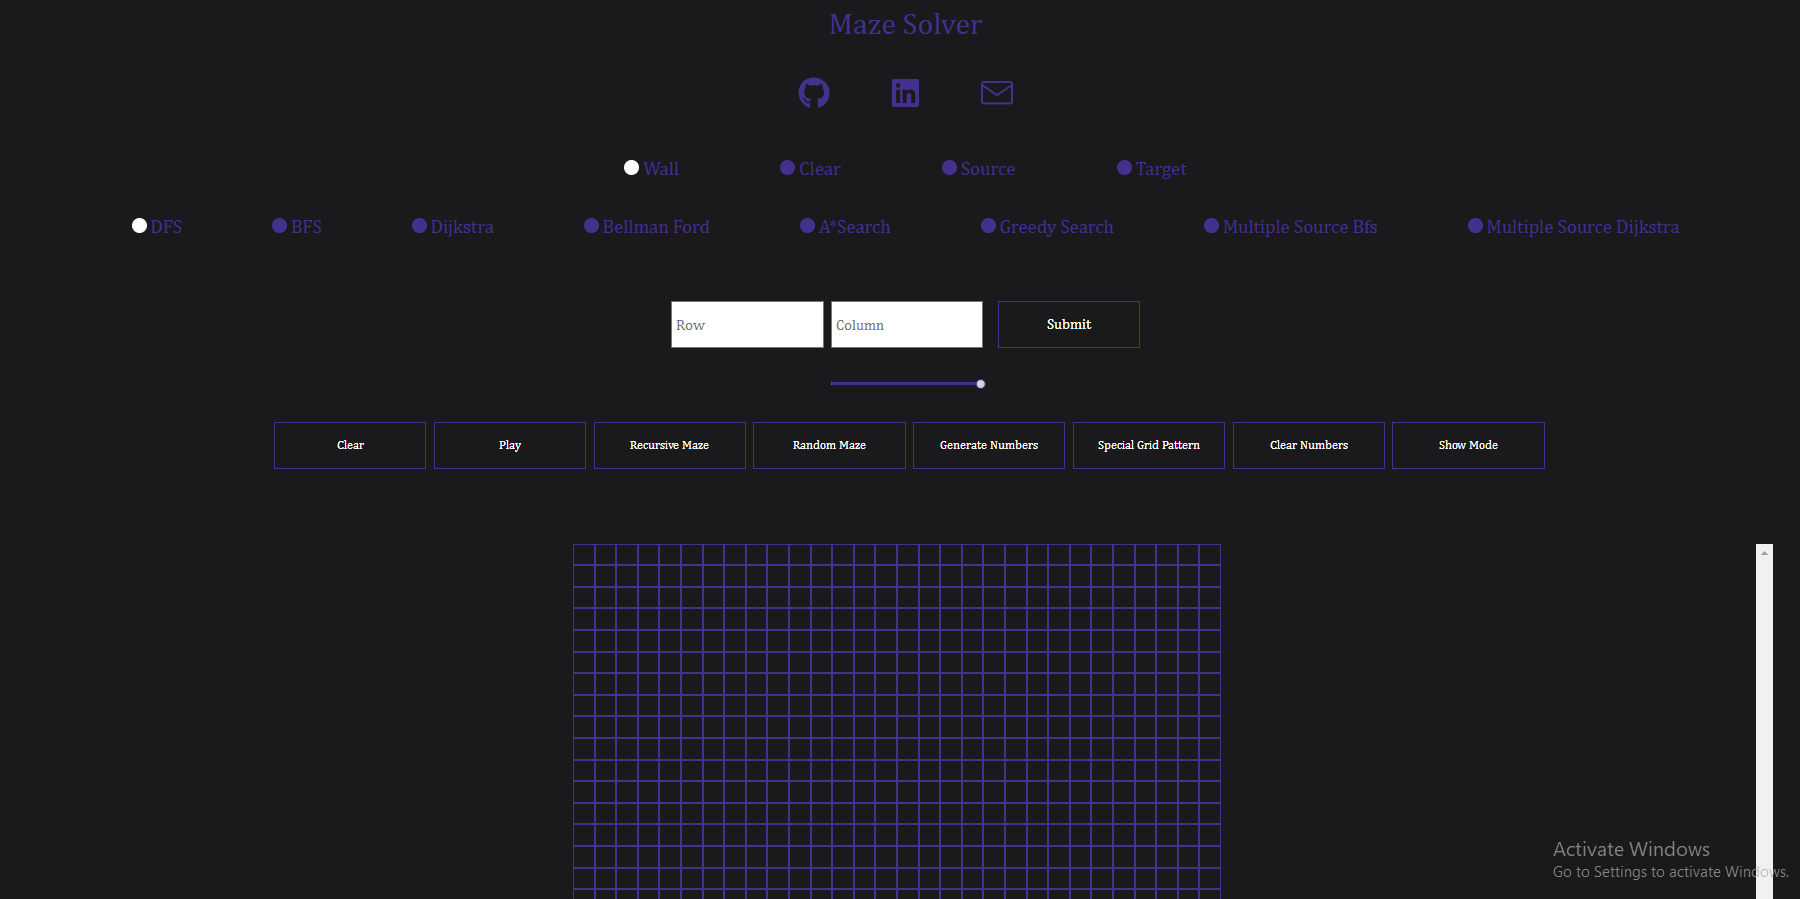 Maze Solver
Wall Clear Source Target
DFS BFS Dijkstra Bellman Ford A*Search Greedy Search Multiple Source Bfs Multiple Source Dijkstra
Row Column Submit
Clear Play Recursive Maze Random Maze Generate Numbers Special Grid Pattern Clear Numbers Show Mode
Activate Windows
Go to Settings to activate Windows.